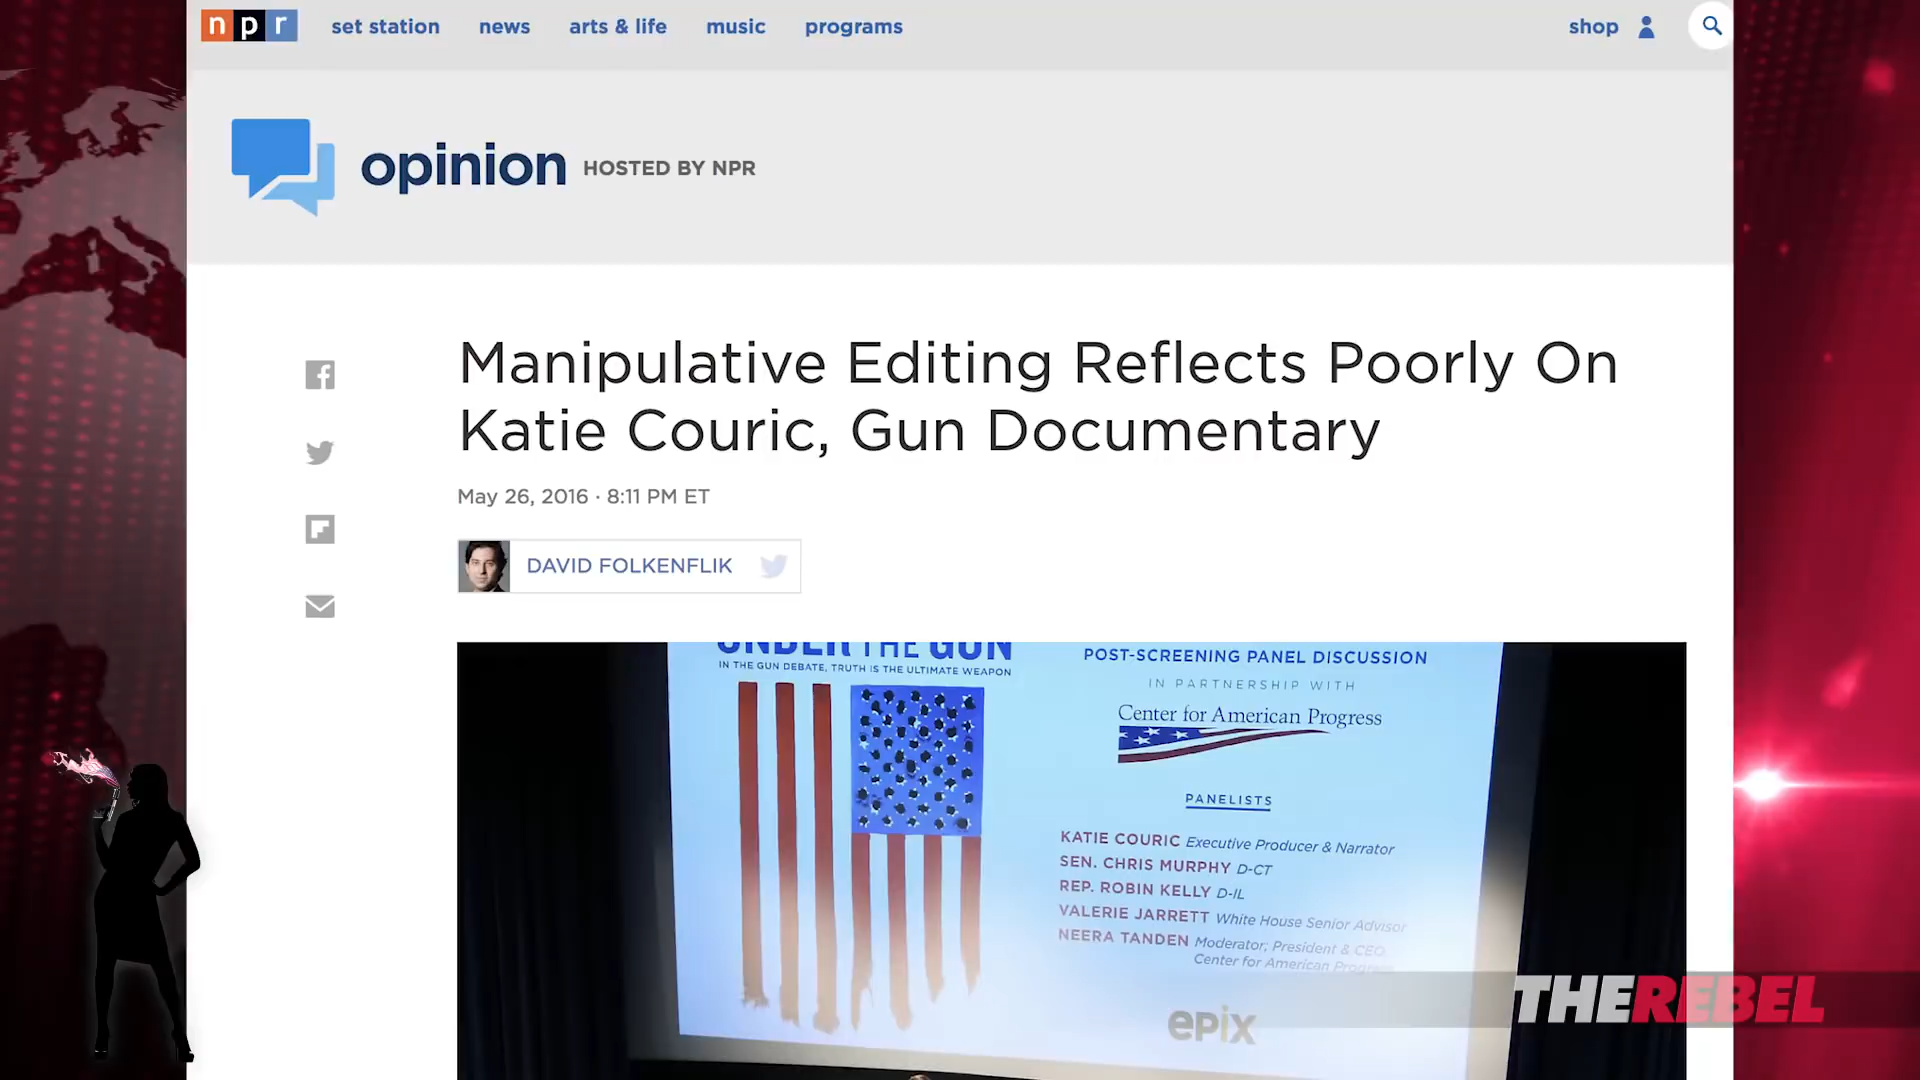 npr set station news arts & life music programs shop
opinion HOSTED BY NPR
Manipulative Editing Reflects Poorly On
Katie Couric, Gun Documentary
May 26, 2016 · 8:11 PM ET
DAVID FOLKENFLIK
UNDER THE GUN
IN THE GUN DEBATE, TRUTH IS THE ULTIMATE WEAPON
POST-SCREENING PANEL DISCUSSION
IN PARTNERSHIP WITH
Center for American Progress
PANELISTS
KATIE COURIC Executive Producer & Narrator
SEN. CHRIS MURPHY D-CT
REP. ROBIN KELLY D-IL
VALERIE JARRETT White House Senior Advisor
NEERA TANDEN Moderator; President & CEO
Center for American Progress
epix
THEREBEL